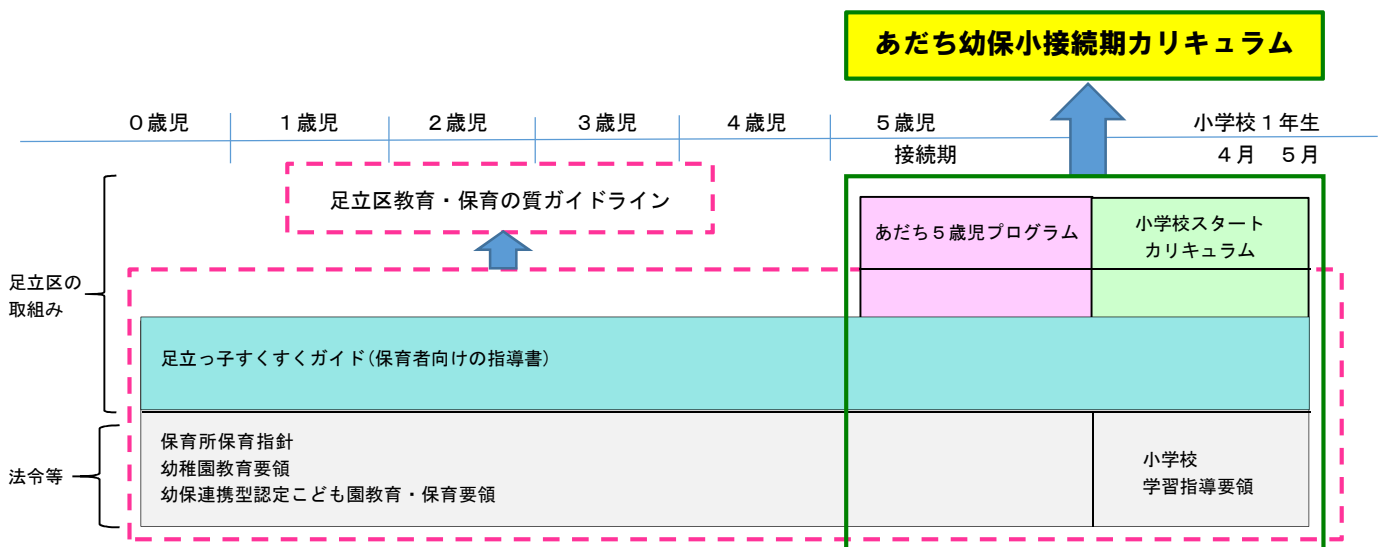 あだち幼保小接続期カリキュラム
０歳児
１歳児
２歳児
３歳児
４歳児
５歳児
小学校１年生
接続期
４月　５月
足立区教育・保育の質ガイドライン
あだち５歳児プログラム
小学校スタート
カリキュラム
足立区の
取組み
足立っ子すくすくガイド(保育者向けの指導書)
法令等
保育所保育指針
幼稚園教育要領
幼保連携型認定こども園教育・保育要領
小学校
学習指導要領